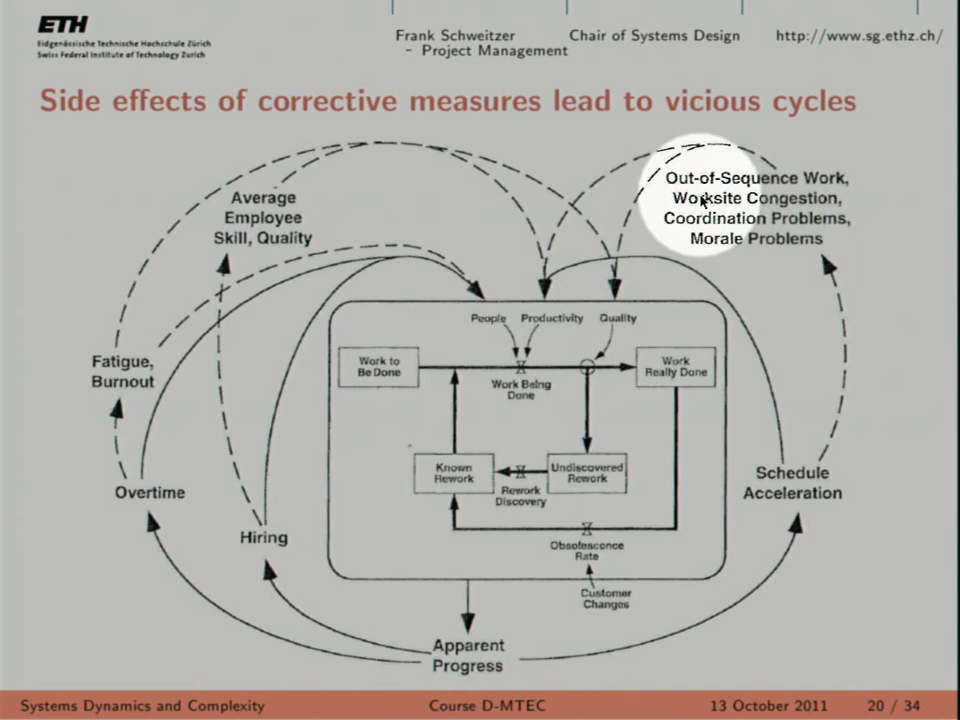 ETH
Eidgenössische Technische Hochschule Zürich
Swiss Federal Institute of Technology Zurich
Frank Schweitzer
- Project Management
Chair of Systems Design
http://www.sg.ethz.ch/
Side effects of corrective measures lead to vicious cycles
Average
Employee
Skill, Quality
Out-of-Sequence Work,
Worksite Congestion,
Coordination Problems,
Morale Problems
Fatigue,
Burnout
People
Productivity
Quality
Work to
Be Done
Work Being
Done
Work
Really Done
Known
Rework
Rework
Discovery
Undiscovered
Rework
Overtime
Hiring
Schedule
Acceleration
Obsolescence
Rate
Customer
Changes
Apparent
Progress
Systems Dynamics and Complexity
Course D-MTEC
13 October 2011
20 / 34